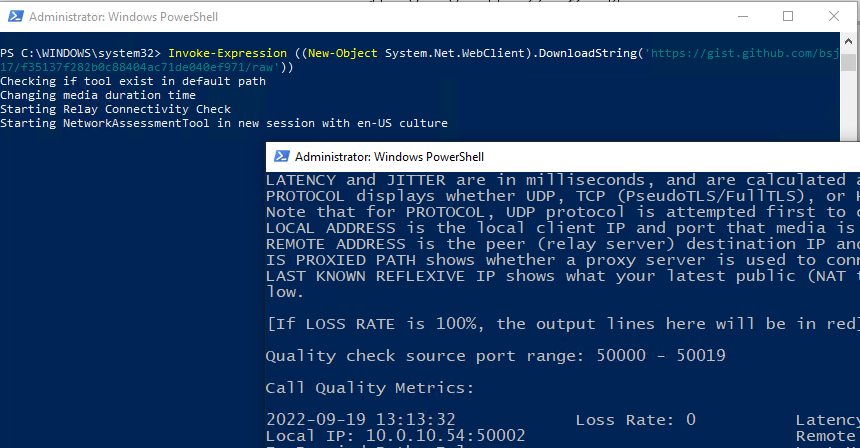 Administrator: Windows PowerShell
PS C:\WINDOWS\system32> Invoke-Expression ((New-Object System.Net.WebClient).DownloadString('https://gist.github.com/bsj
17/f35137f282b0c88404ac71de040ef971/raw'))
Checking if tool exist in default path
Changing media duration time
Starting Relay Connectivity Check
Starting NetworkAssessmentTool in new session with en-US culture
Administrator: Windows PowerShell
LATENCY and JITTER are in milliseconds, and are calculated a
PROTOCOL displays whether UDP, TCP (PseudoTLS/FullTLS), or H
Note that for PROTOCOL, UDP protocol is attempted first to c
LOCAL ADDRESS is the local client IP and port that media is
REMOTE ADDRESS is the peer (relay server) destination IP and
IS PROXIED PATH shows whether a proxy server is used to conn
LAST KNOWN REFLEXIVE IP shows what your latest public (NAT t
low.
[If LOSS RATE is 100%, the output lines here will be in red]
Quality check source port range: 50000 - 50019
Call Quality Metrics:
2022-09-19 13:13:32 Loss Rate: 0 Latency
Local IP: 10.0.10.54:50002 Remote